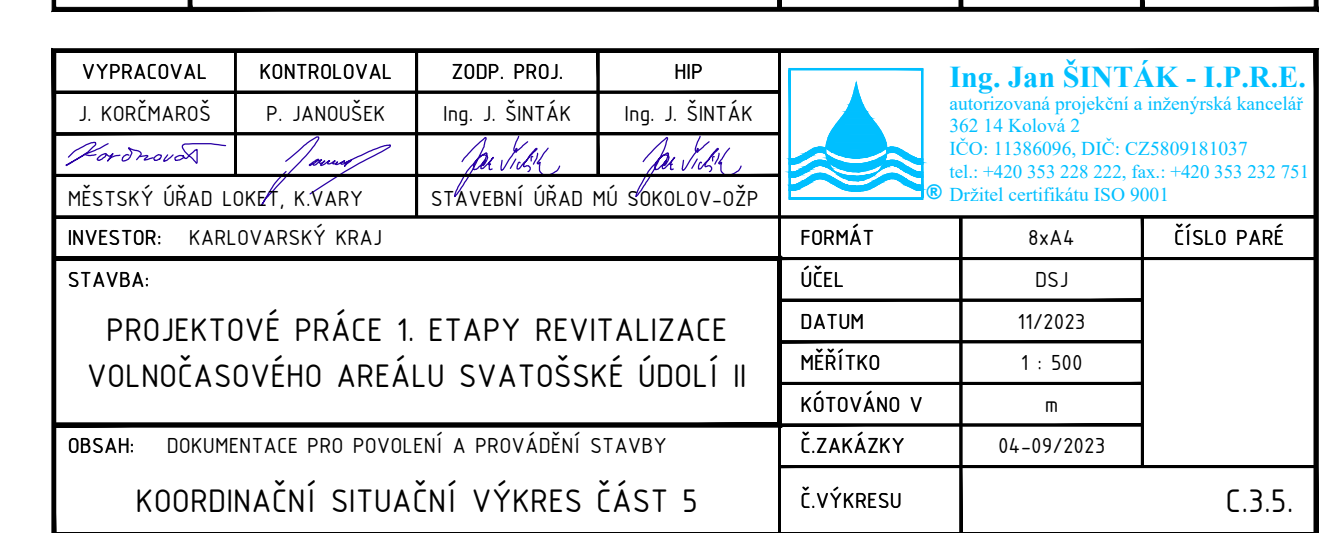 VYPRACOVAL KONTROLOVAL ZODP. PROJ. HIP
J. KORČMAROŠ P. JANOUŠEK Ing. J. ŠINTÁK Ing. J. ŠINTÁK
MĚSTSKÝ ÚŘAD LOKET, K.VARY STAVEBNÍ ÚŘAD MÚ SOKOLOV-OŽP
Ing. Jan ŠINTÁK - I.P.R.E.
autorizovaná projekční a inženýrská kancelář
362 14 Kolová 2
IČO: 11386096, DIČ: CZ5809181037
tel.: +420 353 228 222, fax.: +420 353 232 751
® Držitel certifikátu ISO 9001
INVESTOR: KARLOVARSKÝ KRAJ
STAVBA:
PROJEKTOVÉ PRÁCE 1. ETAPY REVITALIZACE
VOLNOČASOVÉHO AREÁLU SVATOŠSKÉ ÚDOLÍ II
OBSAH: DOKUMENTACE PRO POVOLENÍ A PROVÁDĚNÍ STAVBY
KOORDINAČNÍ SITUAČNÍ VÝKRES ČÁST 5
FORMÁT 8xA4 ČÍSLO PARÉ
ÚČEL DSJ
DATUM 11/2023
MĚŘÍTKO 1 : 500
KÓTOVÁNO V m
Č.ZAKÁZKY 04-09/2023
Č.VÝKRESU C.3.5.